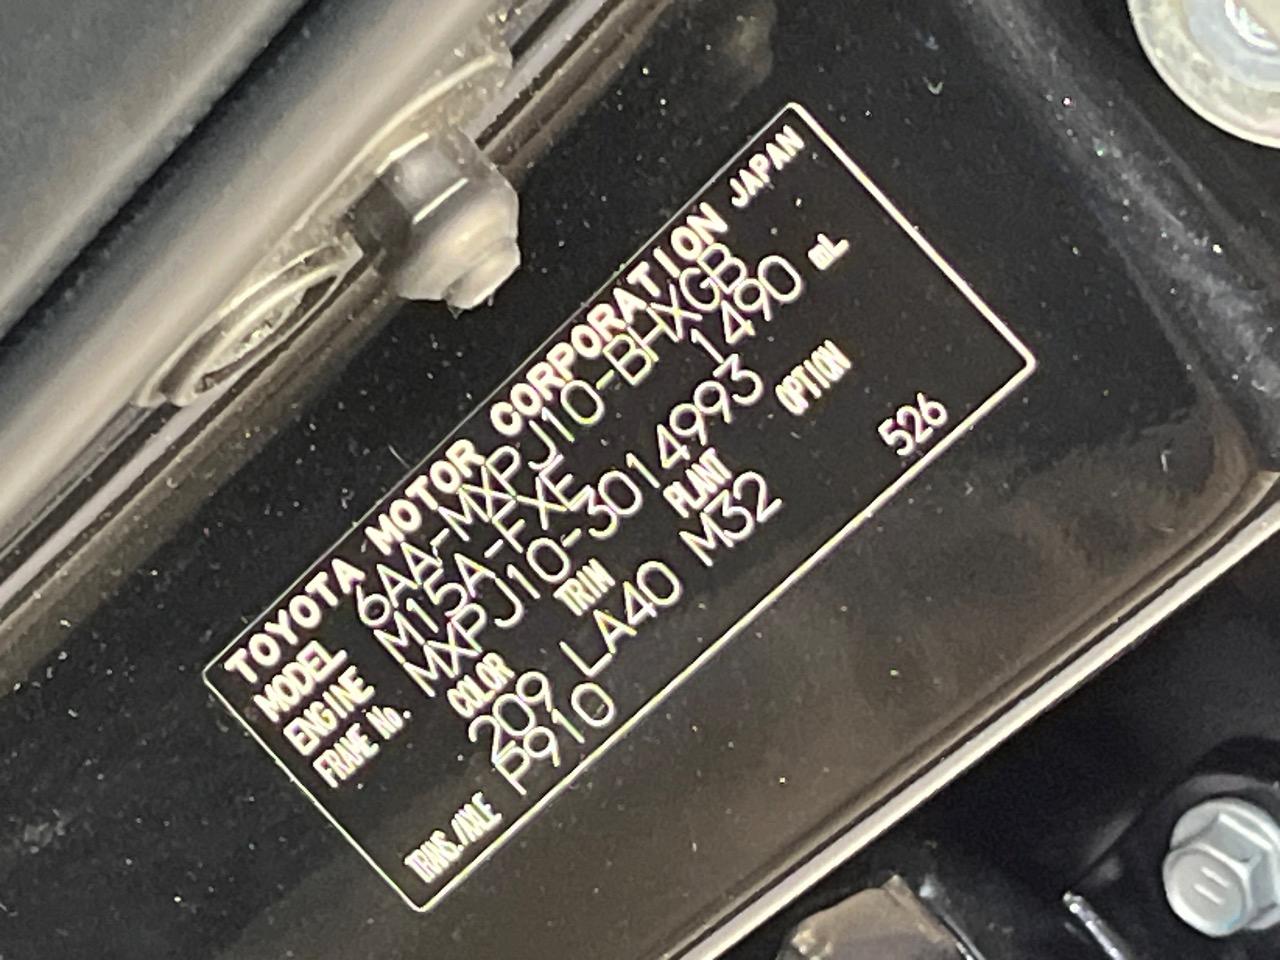 TOYOTA MOTOR CORPORATION JAPAN
MODEL 6AA-MXPJ10-BHXGB
ENGINE M15A-FXE 1490 mL
FRAME No. MXPJ10-3014993
COLOR TRIM PLANT OPTION
209 LA40 M32 526
TRANS./AXLE P910